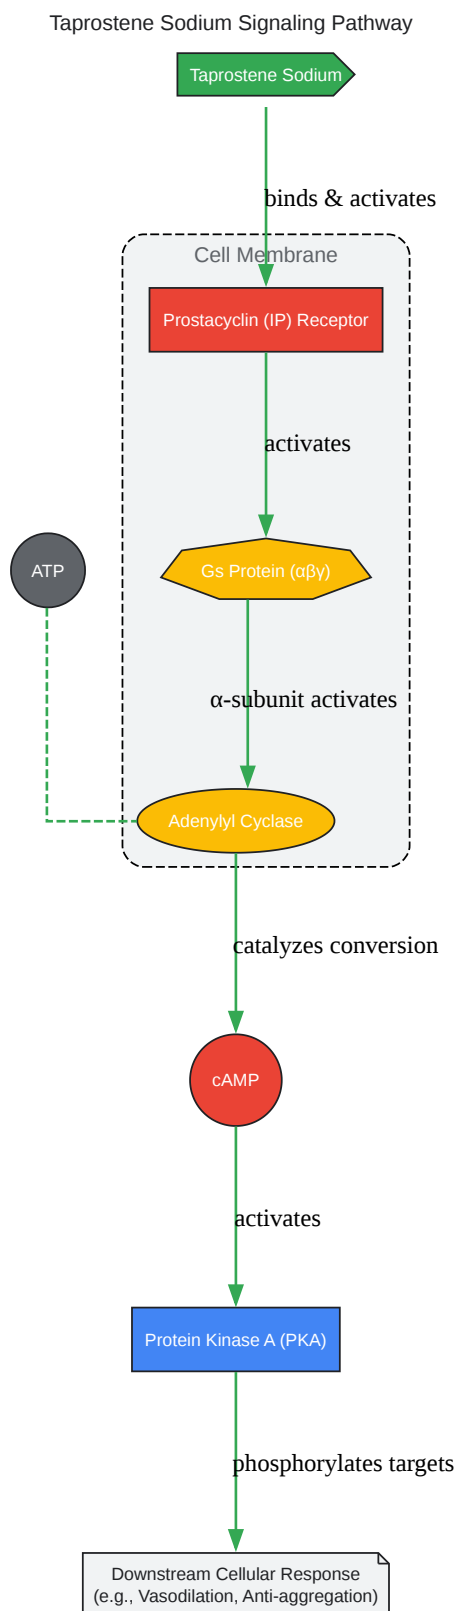 Taprostene Sodium Signaling Pathway
Taprostene Sodium
binds & activates
Cell Membrane
Prostacyclin (IP) Receptor
activates
ATP
Gs Protein (αβγ)
α-subunit activates
Adenylyl Cyclase
catalyzes conversion
cAMP
activates
Protein Kinase A (PKA)
phosphorylates targets
Downstream Cellular Response
(e.g., Vasodilation, Anti-aggregation)